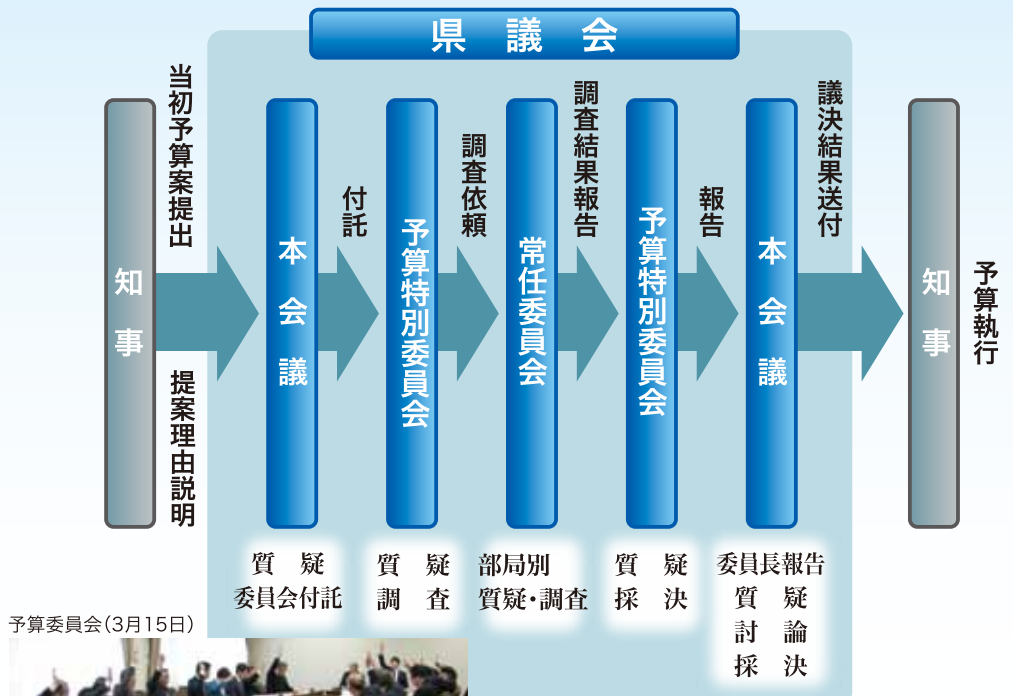 県議会
知事
当初予算案提出
提案理由説明
本会議
質疑
委員会付託
付託
予算特別委員会
質疑
調査
調査依頼
常任委員会
部局別
質疑・調査
調査結果報告
予算特別委員会
質疑
採決
報告
本会議
委員長報告
質疑
討論
採決
議決結果送付
知事
予算執行
予算委員会(3月15日)